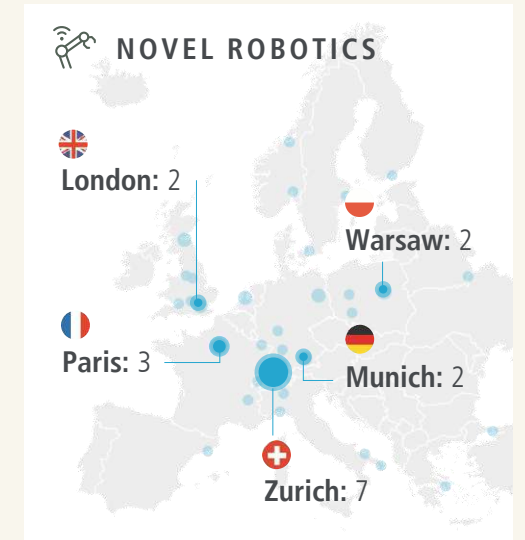 NOVEL ROBOTICS
London: 2
Warsaw: 2
Paris: 3
Munich: 2
Zurich: 7